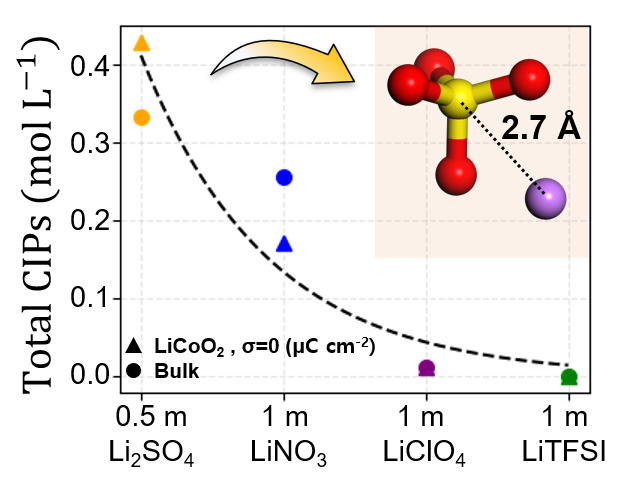 Total CIPs (mol L⁻¹)
0.4
0.3
0.2
0.1
0.0
2.7 Å
LiCoO₂ , σ=0 (µC cm⁻²)
Bulk
0.5 m
Li₂SO₄
1 m
LiNO₃
1 m
LiClO₄
1 m
LiTFSI